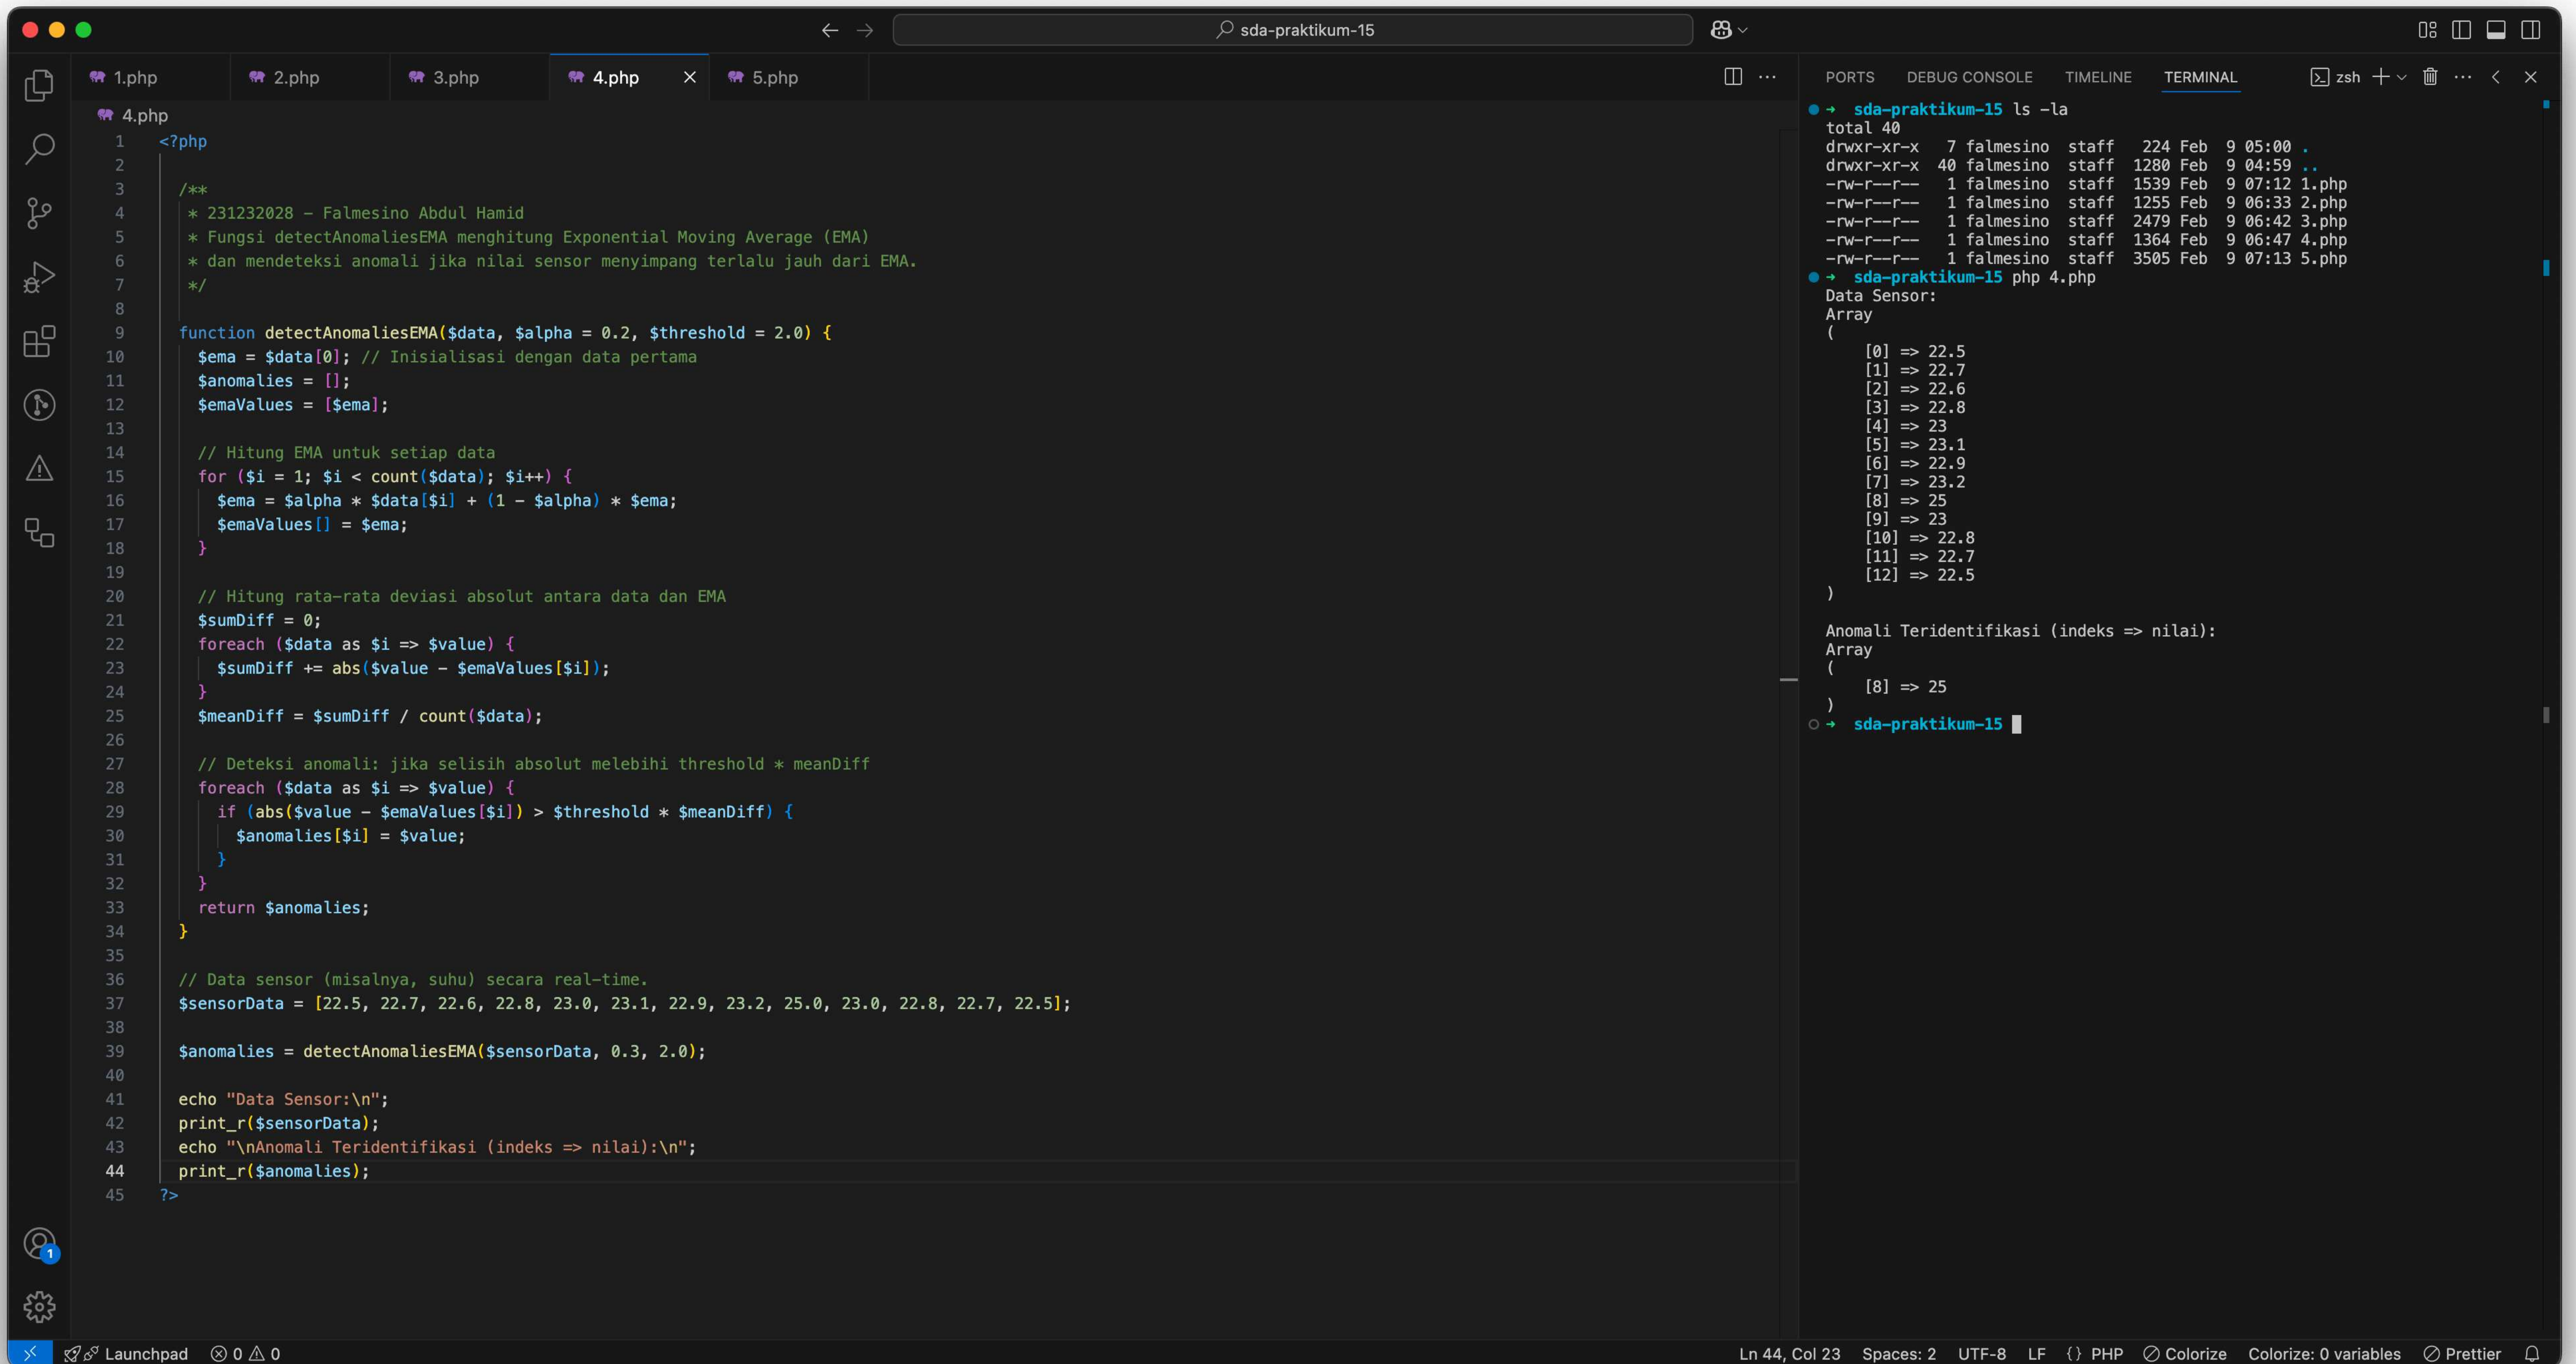 sda-praktikum-15
1.php
2.php
3.php
4.php
5.php
4.php
1 <?php
2
3 /**
4 * 231232028 – Falmesino Abdul Hamid
5 * Fungsi detectAnomaliesEMA menghitung Exponential Moving Average (EMA)
6 * dan mendeteksi anomali jika nilai sensor menyimpang terlalu jauh dari EMA.
7 */
8
9 function detectAnomaliesEMA($data, $alpha = 0.2, $threshold = 2.0) {
10 $ema = $data[0]; // Inisialisasi dengan data pertama
11 $anomalies = [];
12 $emaValues = [$ema];
13
14 // Hitung EMA untuk setiap data
15 for ($i = 1; $i < count($data); $i++) {
16 $ema = $alpha * $data[$i] + (1 - $alpha) * $ema;
17 $emaValues[] = $ema;
18 }
19
20 // Hitung rata-rata deviasi absolut antara data dan EMA
21 $sumDiff = 0;
22 foreach ($data as $i => $value) {
23 $sumDiff += abs($value - $emaValues[$i]);
24 }
25 $meanDiff = $sumDiff / count($data);
26
27 // Deteksi anomali: jika selisih absolut melebihi threshold * meanDiff
28 foreach ($data as $i => $value) {
29 if (abs($value - $emaValues[$i]) > $threshold * $meanDiff) {
30 $anomalies[$i] = $value;
31 }
32 }
33 return $anomalies;
34 }
35
36 // Data sensor (misalnya, suhu) secara real-time.
37 $sensorData = [22.5, 22.7, 22.6, 22.8, 23.0, 23.1, 22.9, 23.2, 25.0, 23.0, 22.8, 22.7, 22.5];
38
39 $anomalies = detectAnomaliesEMA($sensorData, 0.3, 2.0);
40
41 echo "Data Sensor:\n";
42 print_r($sensorData);
43 echo "\nAnomali Teridentifikasi (indeks => nilai):\n";
44 print_r($anomalies);
45 ?>
PORTS DEBUG CONSOLE TIMELINE TERMINAL zsh
➜ sda-praktikum-15 ls -la
total 40
drwxr-xr-x 7 falmesino staff 224 Feb 9 05:00 .
drwxr-xr-x 40 falmesino staff 1280 Feb 9 04:59 ..
-rw-r--r-- 1 falmesino staff 1539 Feb 9 07:12 1.php
-rw-r--r-- 1 falmesino staff 1255 Feb 9 06:33 2.php
-rw-r--r-- 1 falmesino staff 2479 Feb 9 06:42 3.php
-rw-r--r-- 1 falmesino staff 1364 Feb 9 06:47 4.php
-rw-r--r-- 1 falmesino staff 3505 Feb 9 07:13 5.php
➜ sda-praktikum-15 php 4.php
Data Sensor:
Array
(
[0] => 22.5
[1] => 22.7
[2] => 22.6
[3] => 22.8
[4] => 23
[5] => 23.1
[6] => 22.9
[7] => 23.2
[8] => 25
[9] => 23
[10] => 22.8
[11] => 22.7
[12] => 22.5
)
Anomali Teridentifikasi (indeks => nilai):
Array
(
[8] => 25
)
➜ sda-praktikum-15
1
Launchpad 0 0
Ln 44, Col 23 Spaces: 2 UTF-8 LF {} PHP Colorize Colorize: 0 variables Prettier